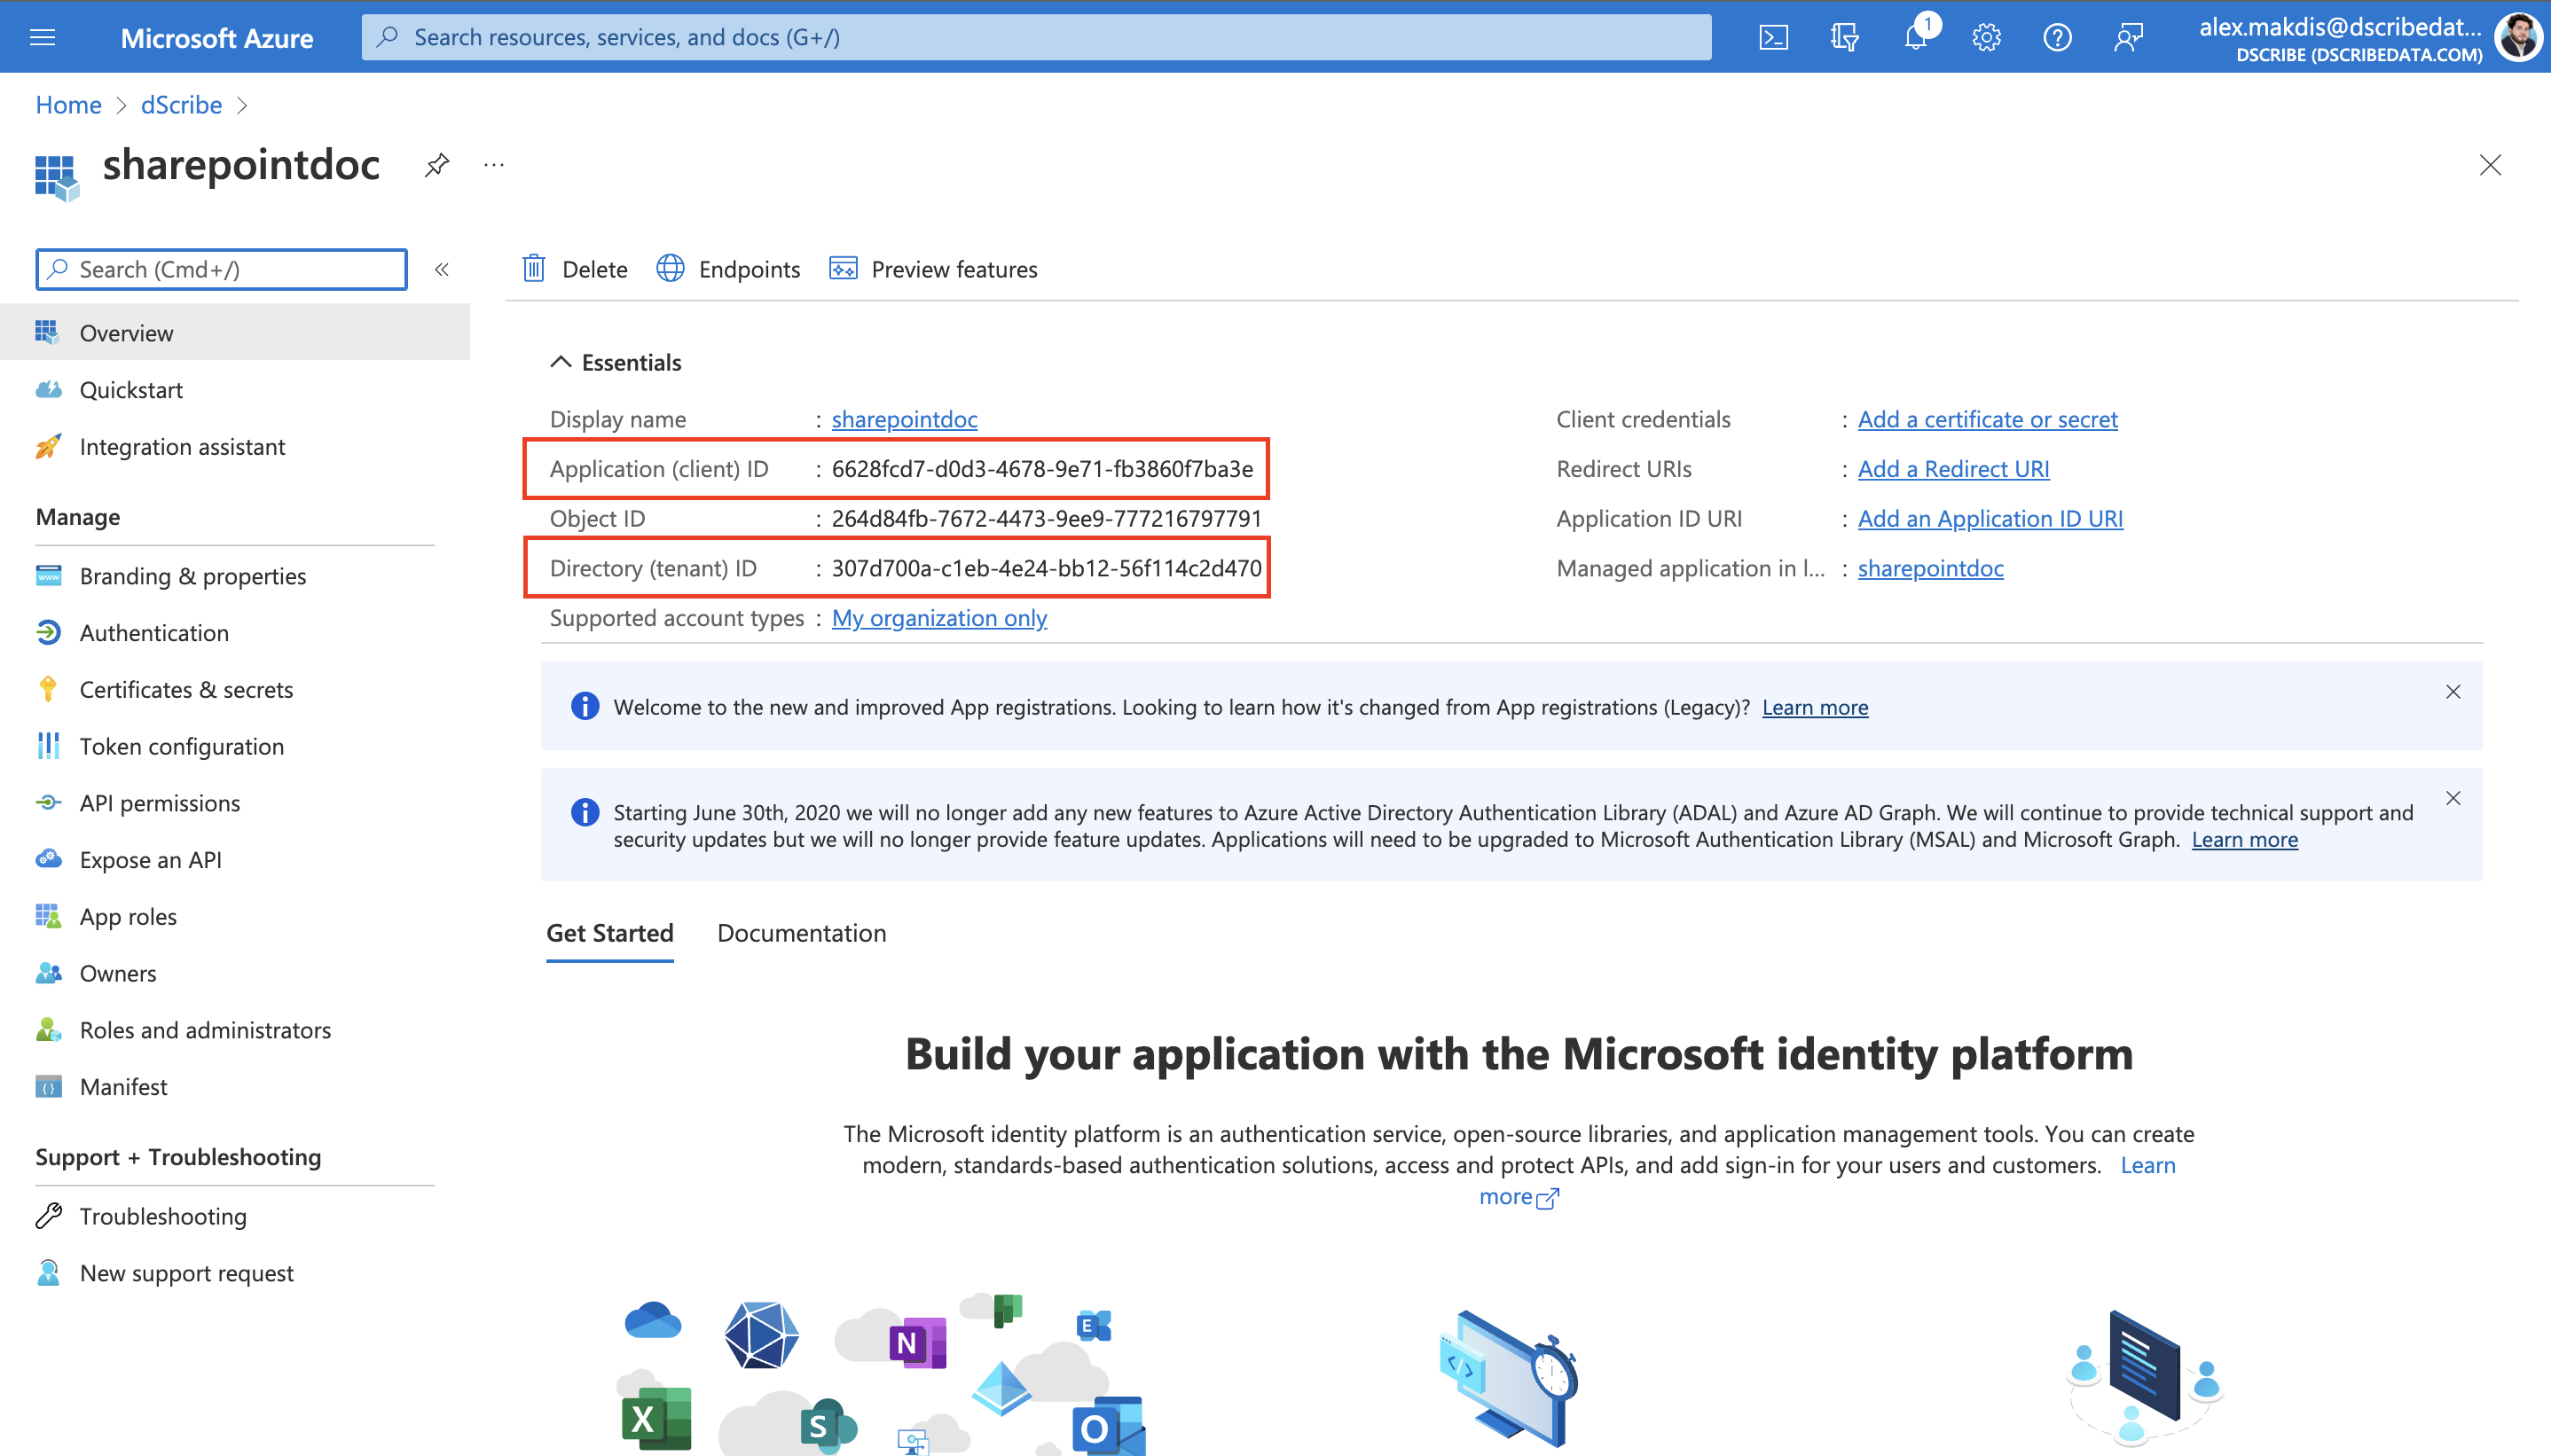 Microsoft Azure
Search resources, services, and docs (G+/)
1
alex.makdis@dscribedat...
DSCRIBE (DSCRIBEDATA.COM)
Home > dScribe >
sharepointdoc
...
Search (Cmd+/)
«
Overview
Quickstart
Integration assistant
Manage
Branding & properties
Authentication
Certificates & secrets
Token configuration
API permissions
Expose an API
App roles
Owners
Roles and administrators
Manifest
Support + Troubleshooting
Troubleshooting
New support request
Delete
Endpoints
Preview features
Essentials
Display name : sharepointdoc
Application (client) ID : 6628fcd7-d0d3-4678-9e71-fb3860f7ba3e
Object ID : 264d84fb-7672-4473-9ee9-777216797791
Directory (tenant) ID : 307d700a-c1eb-4e24-bb12-56f114c2d470
Supported account types : My organization only
Client credentials : Add a certificate or secret
Redirect URIs : Add a Redirect URI
Application ID URI : Add an Application ID URI
Managed application in l... : sharepointdoc
Welcome to the new and improved App registrations. Looking to learn how it's changed from App registrations (Legacy)? Learn more
Starting June 30th, 2020 we will no longer add any new features to Azure Active Directory Authentication Library (ADAL) and Azure AD Graph. We will continue to provide technical support and
security updates but we will no longer provide feature updates. Applications will need to be upgraded to Microsoft Authentication Library (MSAL) and Microsoft Graph. Learn more
Get Started
Documentation
Build your application with the Microsoft identity platform
The Microsoft identity platform is an authentication service, open-source libraries, and application management tools. You can create
modern, standards-based authentication solutions, access and protect APIs, and add sign-in for your users and customers. Learn
more
N
E
X
S
O